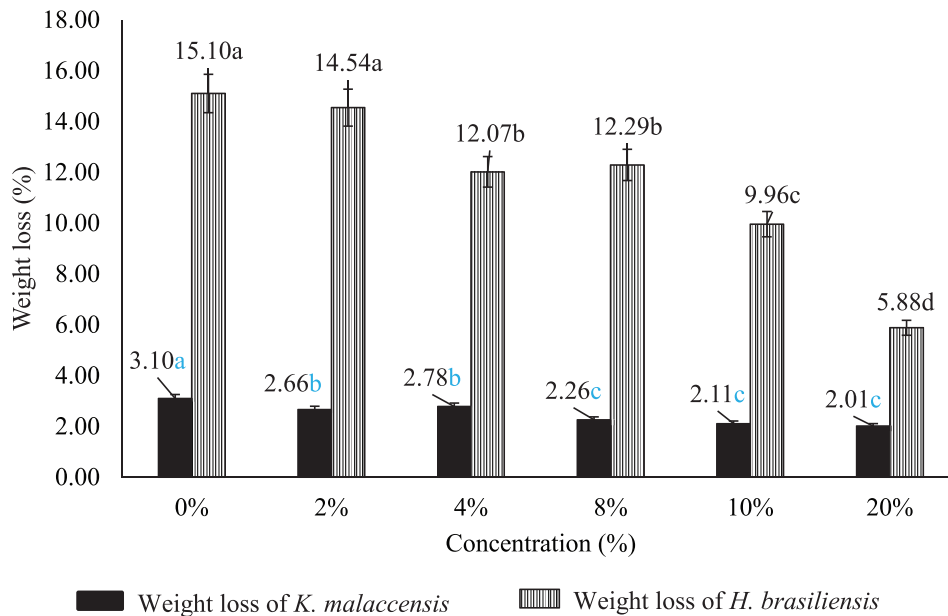 18.00
16.00
14.00
12.00
10.00
8.00
6.00
4.00
2.00
0.00
Weight loss (%)
15.10a
14.54a
12.07b
12.29b
9.96c
5.88d
3.10a
2.66b
2.78b
2.26c
2.11c
2.01c
0%
2%
4%
8%
10%
20%
Concentration (%)
Weight loss of K. malaccensis
Weight loss of H. brasiliensis